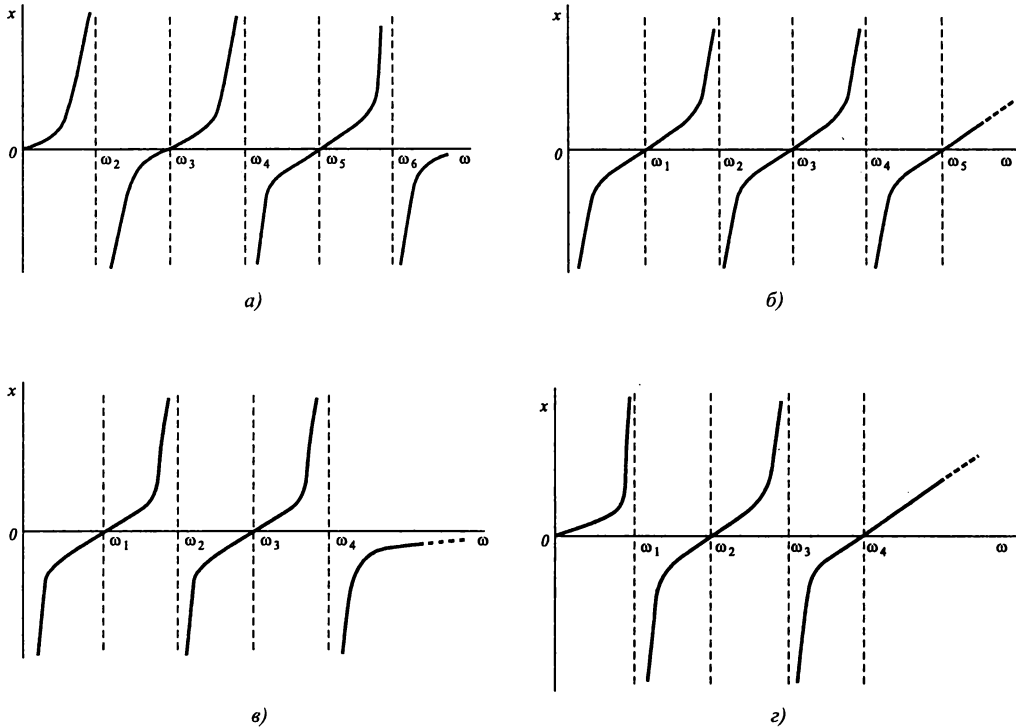 x x
0 ω₂ ω₃ ω₄ ω₅ ω₆ ω 0 ω₁ ω₂ ω₃ ω₄ ω₅ ω
а) б)
x x
0 ω₁ ω₂ ω₃ ω₄ ω 0 ω₁ ω₂ ω₃ ω₄ ω
в) г)